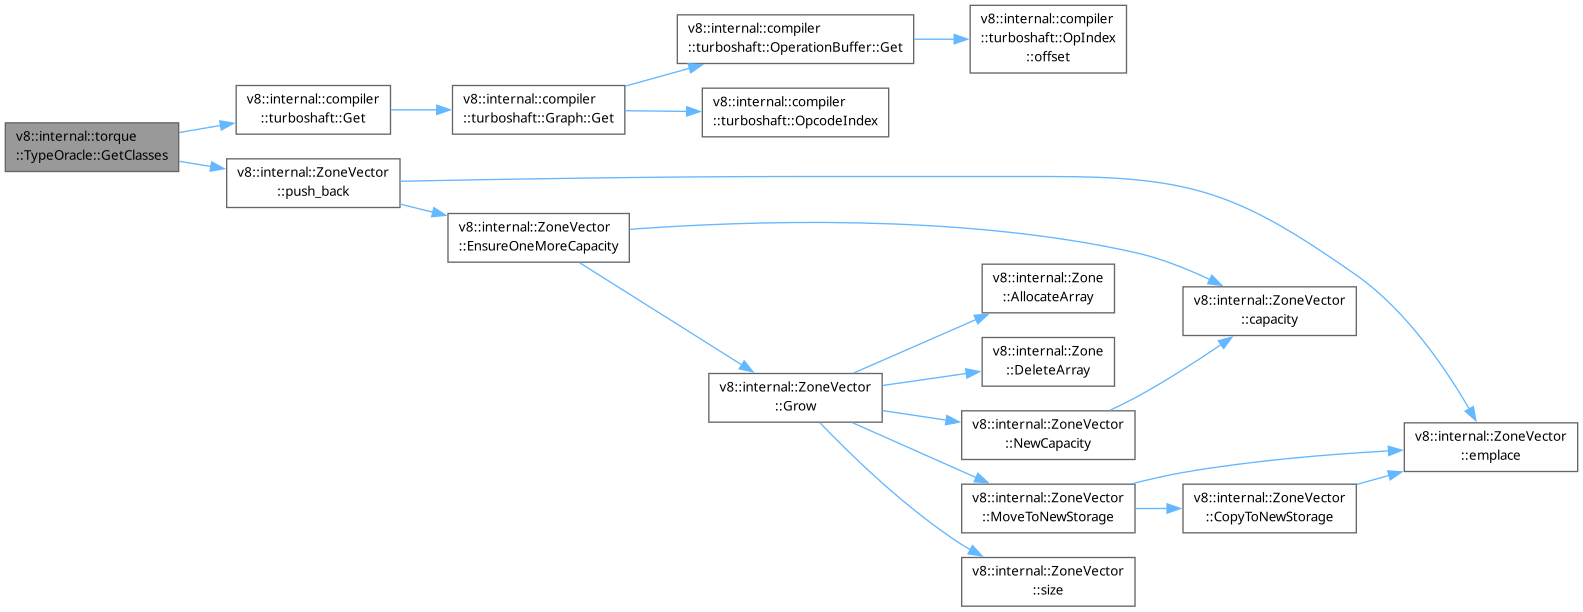 v8::internal::torque
::TypeOracle::GetClasses
v8::internal::compiler
::turboshaft::Get
v8::internal::compiler
::turboshaft::Graph::Get
v8::internal::compiler
::turboshaft::OperationBuffer::Get
v8::internal::compiler
::turboshaft::OpIndex
::offset
v8::internal::compiler
::turboshaft::OpcodeIndex
v8::internal::ZoneVector
::push_back
v8::internal::ZoneVector
::EnsureOneMoreCapacity
v8::internal::ZoneVector
::Grow
v8::internal::Zone
::AllocateArray
v8::internal::Zone
::DeleteArray
v8::internal::ZoneVector
::NewCapacity
v8::internal::ZoneVector
::MoveToNewStorage
v8::internal::ZoneVector
::size
v8::internal::ZoneVector
::capacity
v8::internal::ZoneVector
::CopyToNewStorage
v8::internal::ZoneVector
::emplace